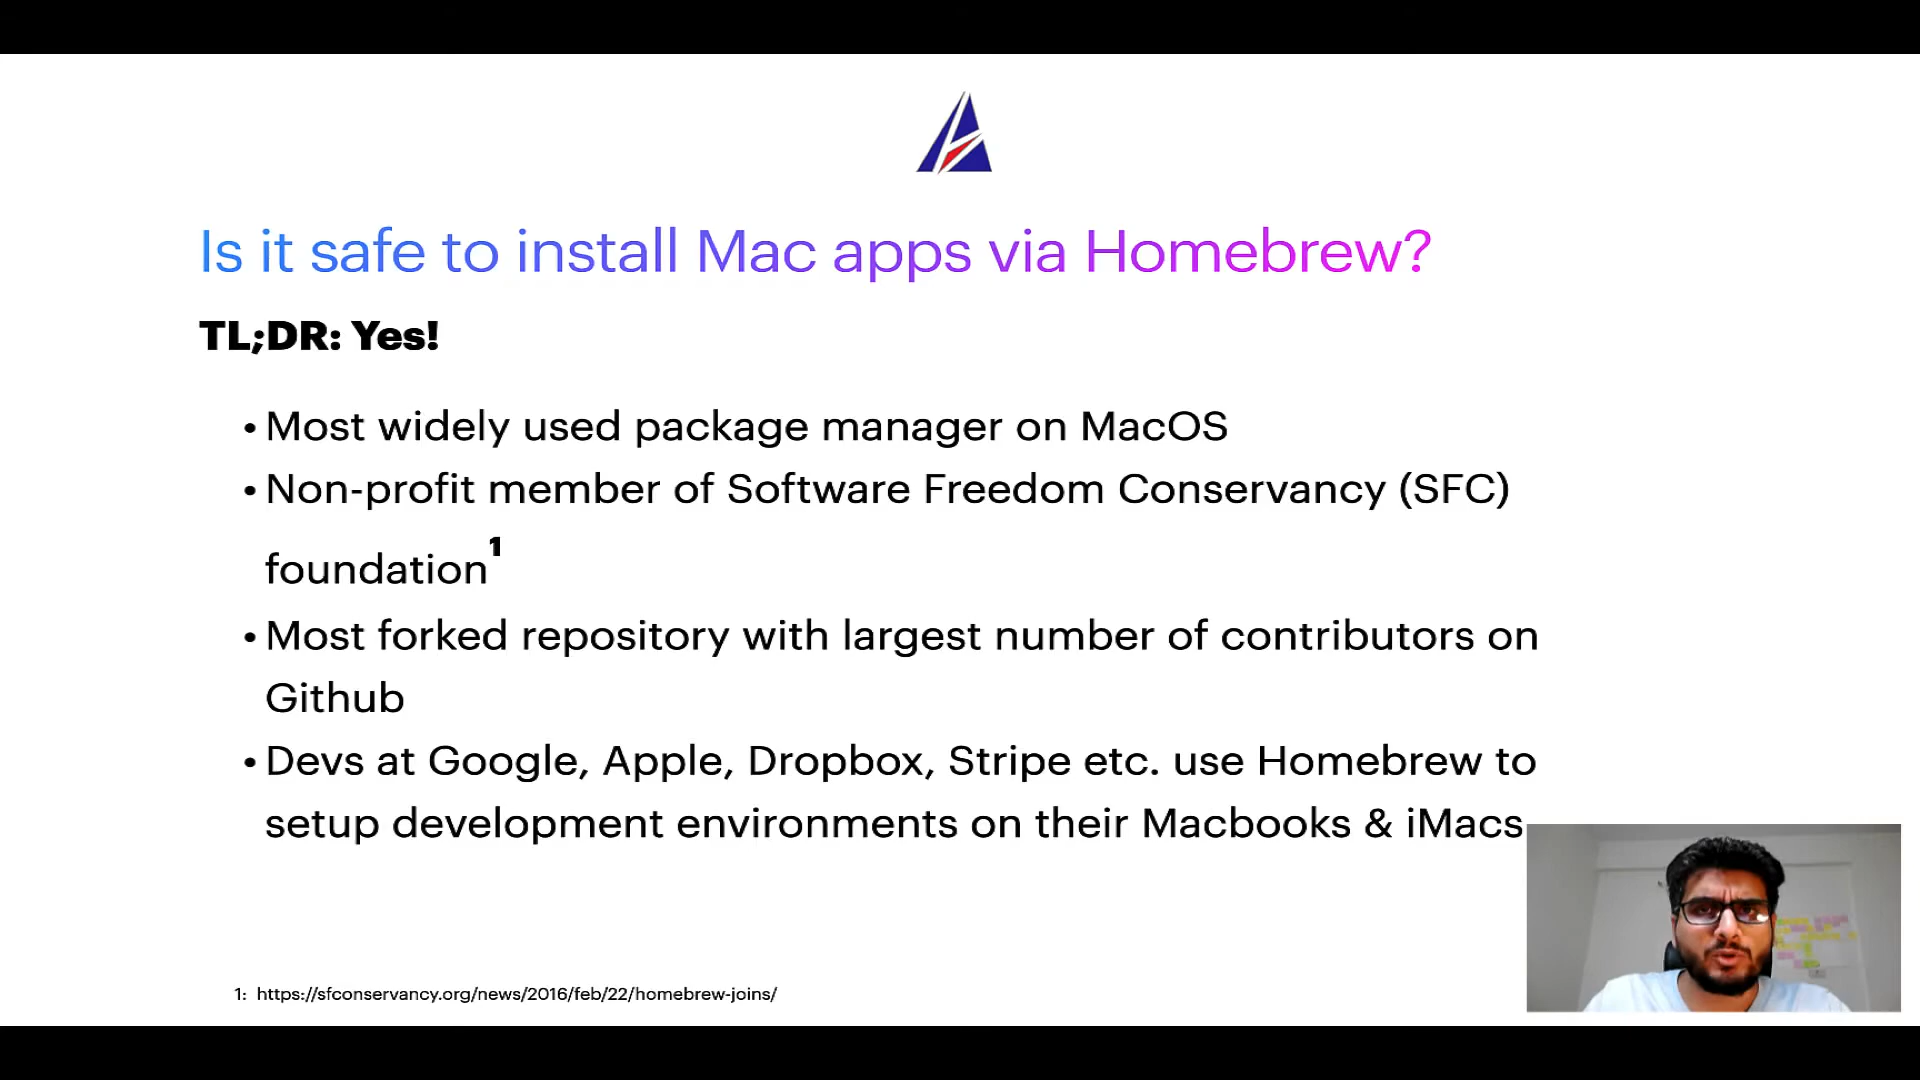 Is it safe to install Mac apps via Homebrew?
TL;DR: Yes!
• Most widely used package manager on MacOS
• Non-profit member of Software Freedom Conservancy (SFC)
foundation1
• Most forked repository with largest number of contributors on
Github
• Devs at Google, Apple, Dropbox, Stripe etc. use Homebrew to
setup development environments on their Macbooks & iMacs
1: https://sfconservancy.org/news/2016/feb/22/homebrew-joins/